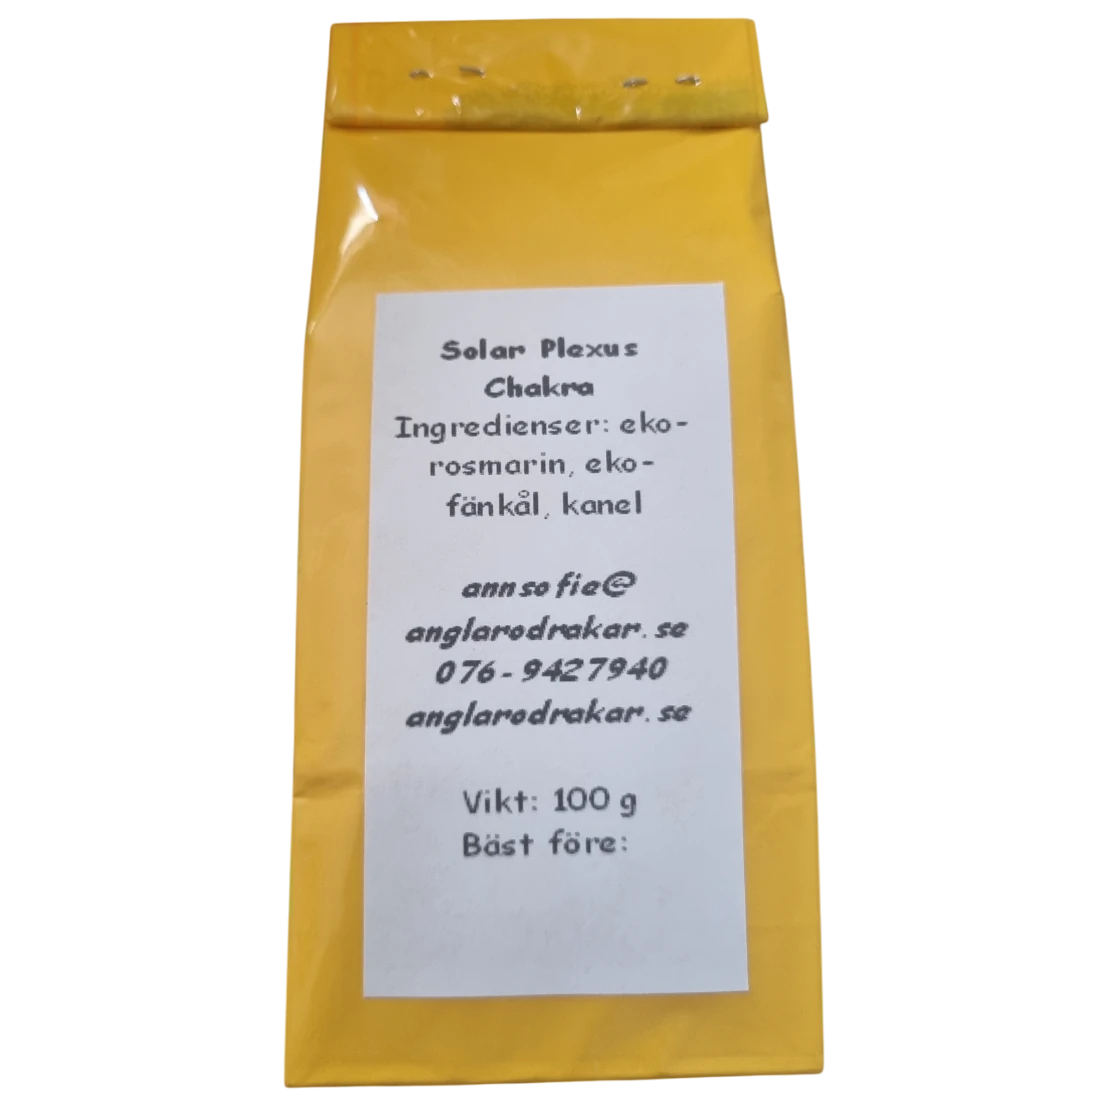 Solar Plexus
Chakra
Ingredienser: eko-
rosmarin, eko-
fänkål, kanel
annsofie@
anglarodrakar.se
076-9427940
anglarodrakar.se
Vikt: 100 g
Bäst före: